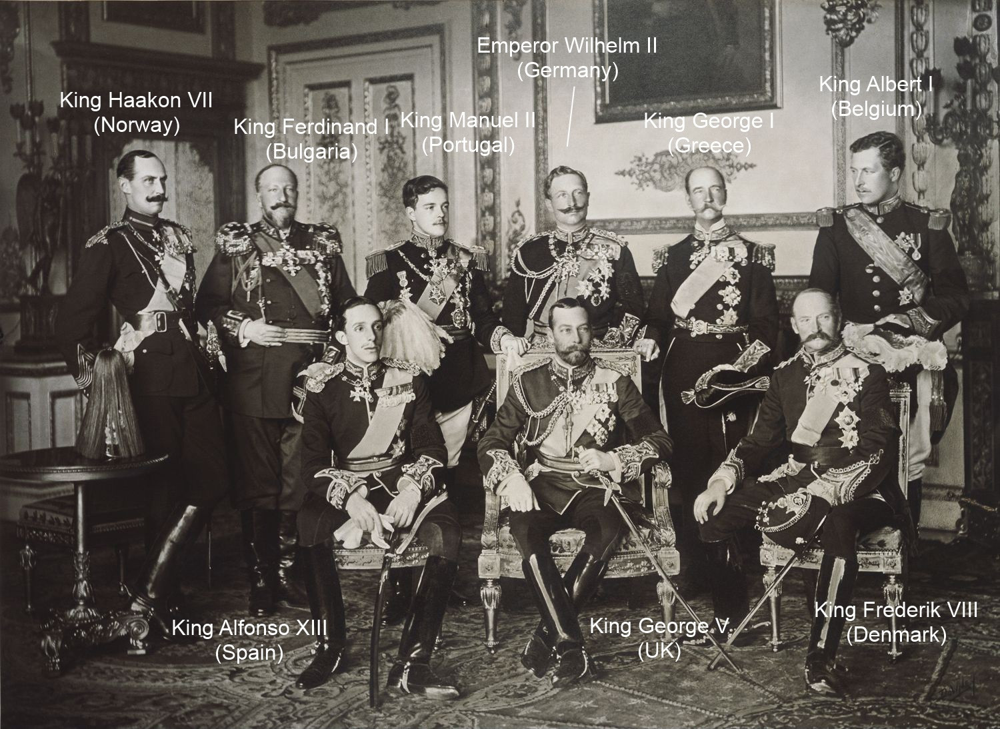 Emperor Wilhelm II
(Germany)
King Haakon VII
(Norway)
King Ferdinand I
(Bulgaria)
King Manuel II
(Portugal)
King George I
(Greece)
King Albert I
(Belgium)
King Alfonso XIII
(Spain)
King George V
(UK)
King Frederik VIII
(Denmark)